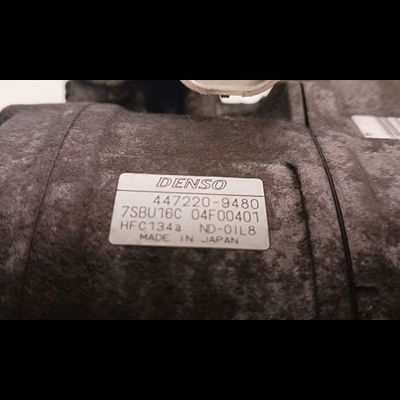 DENSO
447220-9480
7SBU16C 04F00401
HFC134a ND-OIL8
MADE IN JAPAN